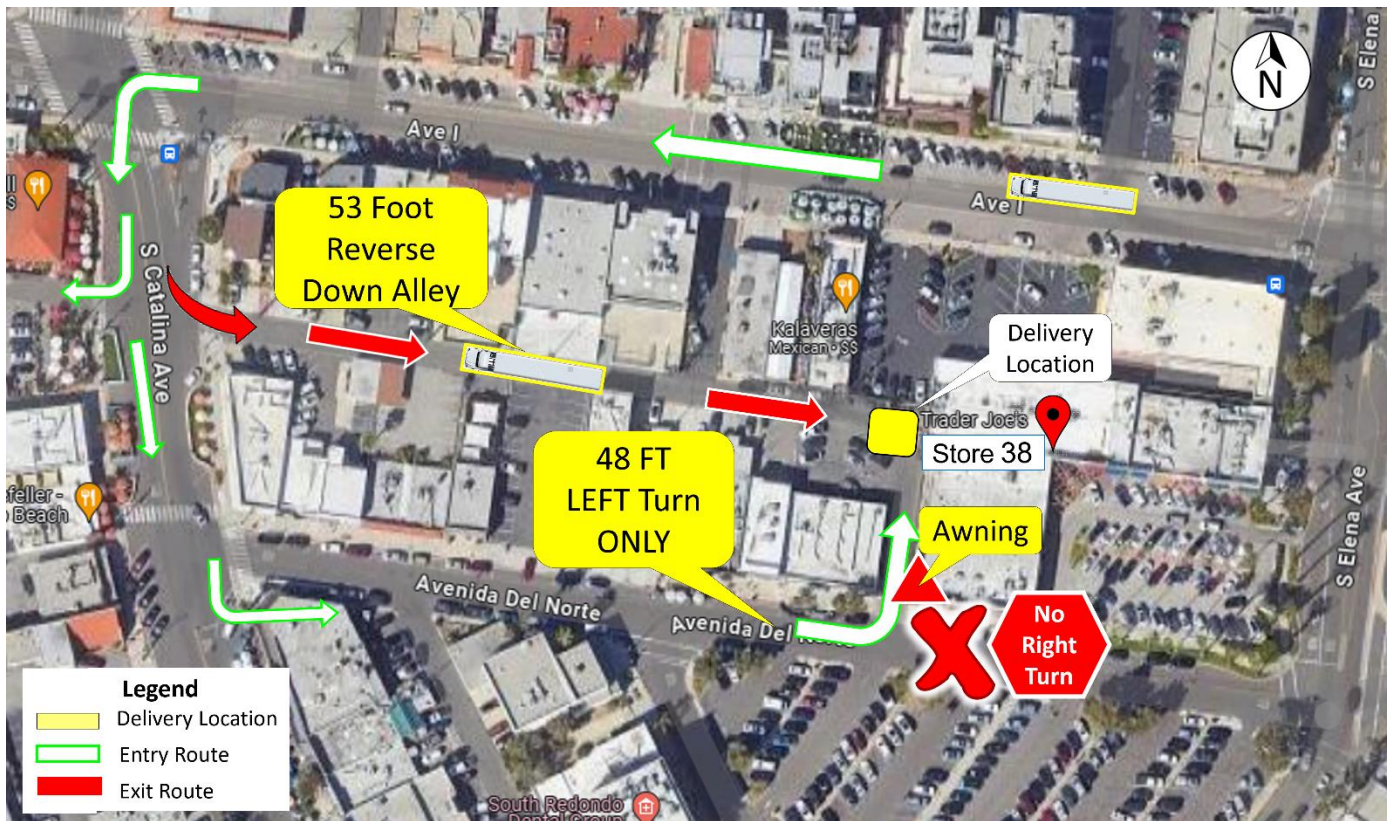 S Elena
N
Ave I
Ave I
53 Foot
Reverse
Down Alley
S Catalina Ave
Kalaveras
Mexican · $$
Delivery
Location
Trader Joe's
Store 38
48 FT
LEFT Turn
ONLY
Awning
S Elena Ave
Avenida Del Norte
Avenida Del Norte
No
Right
Turn
Legend
Delivery Location
Entry Route
Exit Route
South Redondo
Dental Group